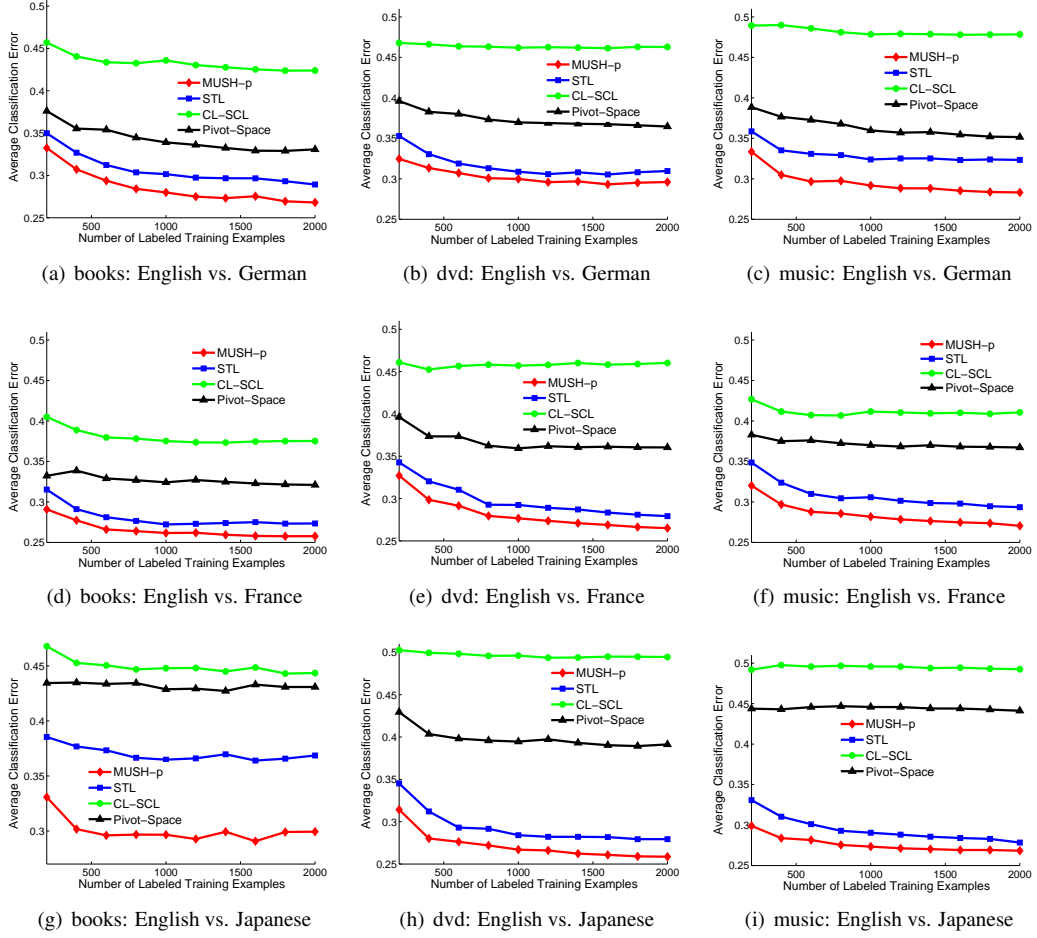 0.5
0.45
0.4
0.35
0.3
0.25
500 1000 1500 2000
Number of Labeled Training Examples
Average Classification Error
MUSH−p
STL
CL−SCL
Pivot−Space
(a) books: English vs. German
0.5
0.45
0.4
0.35
0.3
0.25
500 1000 1500 2000
Number of Labeled Training Examples
Average Classification Error
MUSH−p
STL
CL−SCL
Pivot−Space
(b) dvd: English vs. German
0.5
0.45
0.4
0.35
0.3
0.25
500 1000 1500 2000
Number of Labeled Training Examples
Average Classification Error
MUSH−p
STL
CL−SCL
Pivot−Space
(c) music: English vs. German
0.5
0.45
0.4
0.35
0.3
0.25
500 1000 1500 2000
Number of Labeled Training Examples
Average Classification Error
MUSH−p
STL
CL−SCL
Pivot−Space
(d) books: English vs. France
0.5
0.45
0.4
0.35
0.3
0.25
500 1000 1500 2000
Number of Labeled Training Examples
Average Classification Error
MUSH−p
STL
CL−SCL
Pivot−Space
(e) dvd: English vs. France
0.5
0.45
0.4
0.35
0.3
0.25
500 1000 1500 2000
Number of Labeled Training Examples
Average Classification Error
MUSH−p
STL
CL−SCL
Pivot−Space
(f) music: English vs. France
0.45
0.4
0.35
0.3
500 1000 1500 2000
Number of Labeled Training Examples
Average Classification Error
MUSH−p
STL
CL−SCL
Pivot−Space
(g) books: English vs. Japanese
0.5
0.45
0.4
0.35
0.3
0.25
500 1000 1500 2000
Number of Labeled Training Examples
Average Classification Error
MUSH−p
STL
CL−SCL
Pivot−Space
(h) dvd: English vs. Japanese
0.5
0.45
0.4
0.35
0.3
0.25
500 1000 1500 2000
Number of Labeled Training Examples
Average Classification Error
MUSH−p
STL
CL−SCL
Pivot−Space
(i) music: English vs. Japanese